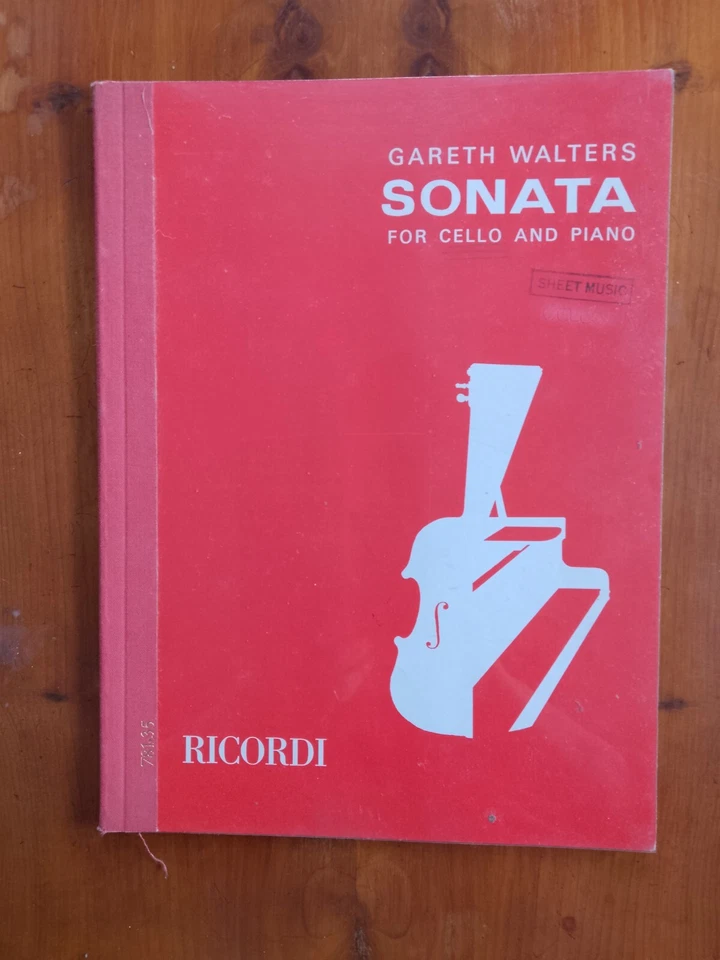 GARETH WALTERS
SONATA
FOR CELLO AND PIANO
SHEET MUSIC
RICORDI